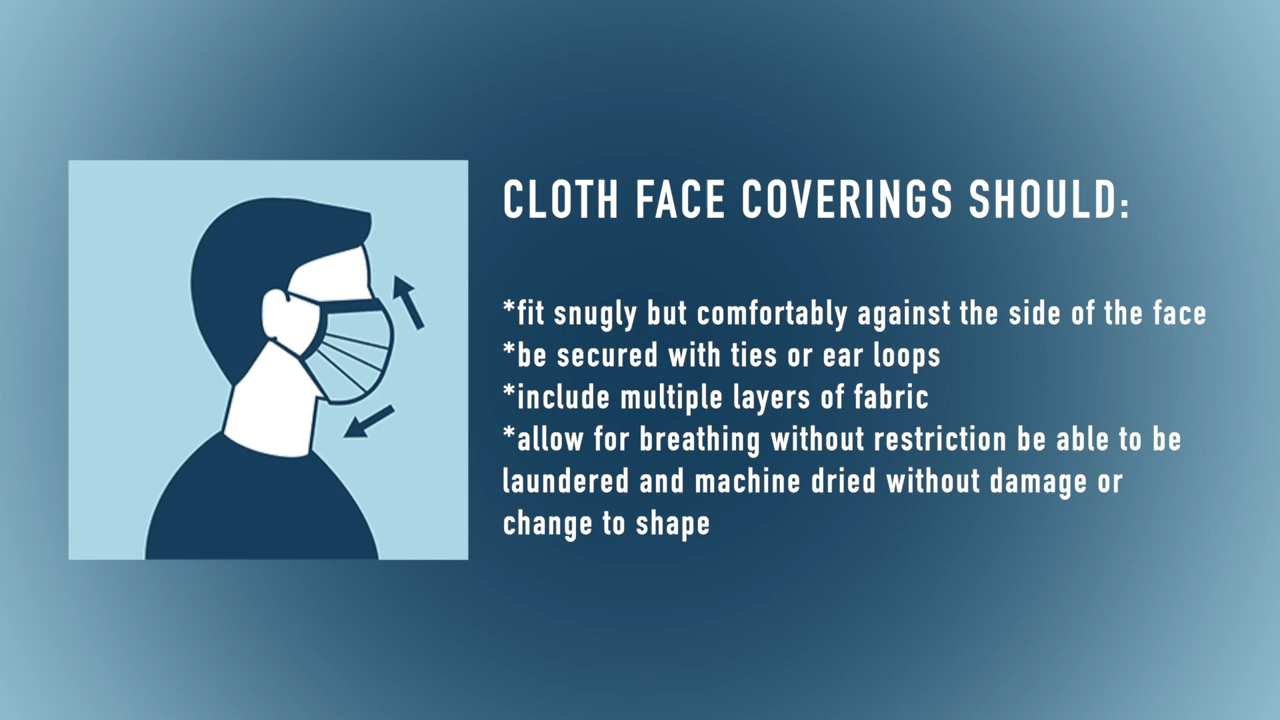 CLOTH FACE COVERINGS SHOULD:
*fit snugly but comfortably against the side of the face
*be secured with ties or ear loops
*include multiple layers of fabric
*allow for breathing without restriction be able to be
laundered and machine dried without damage or
change to shape